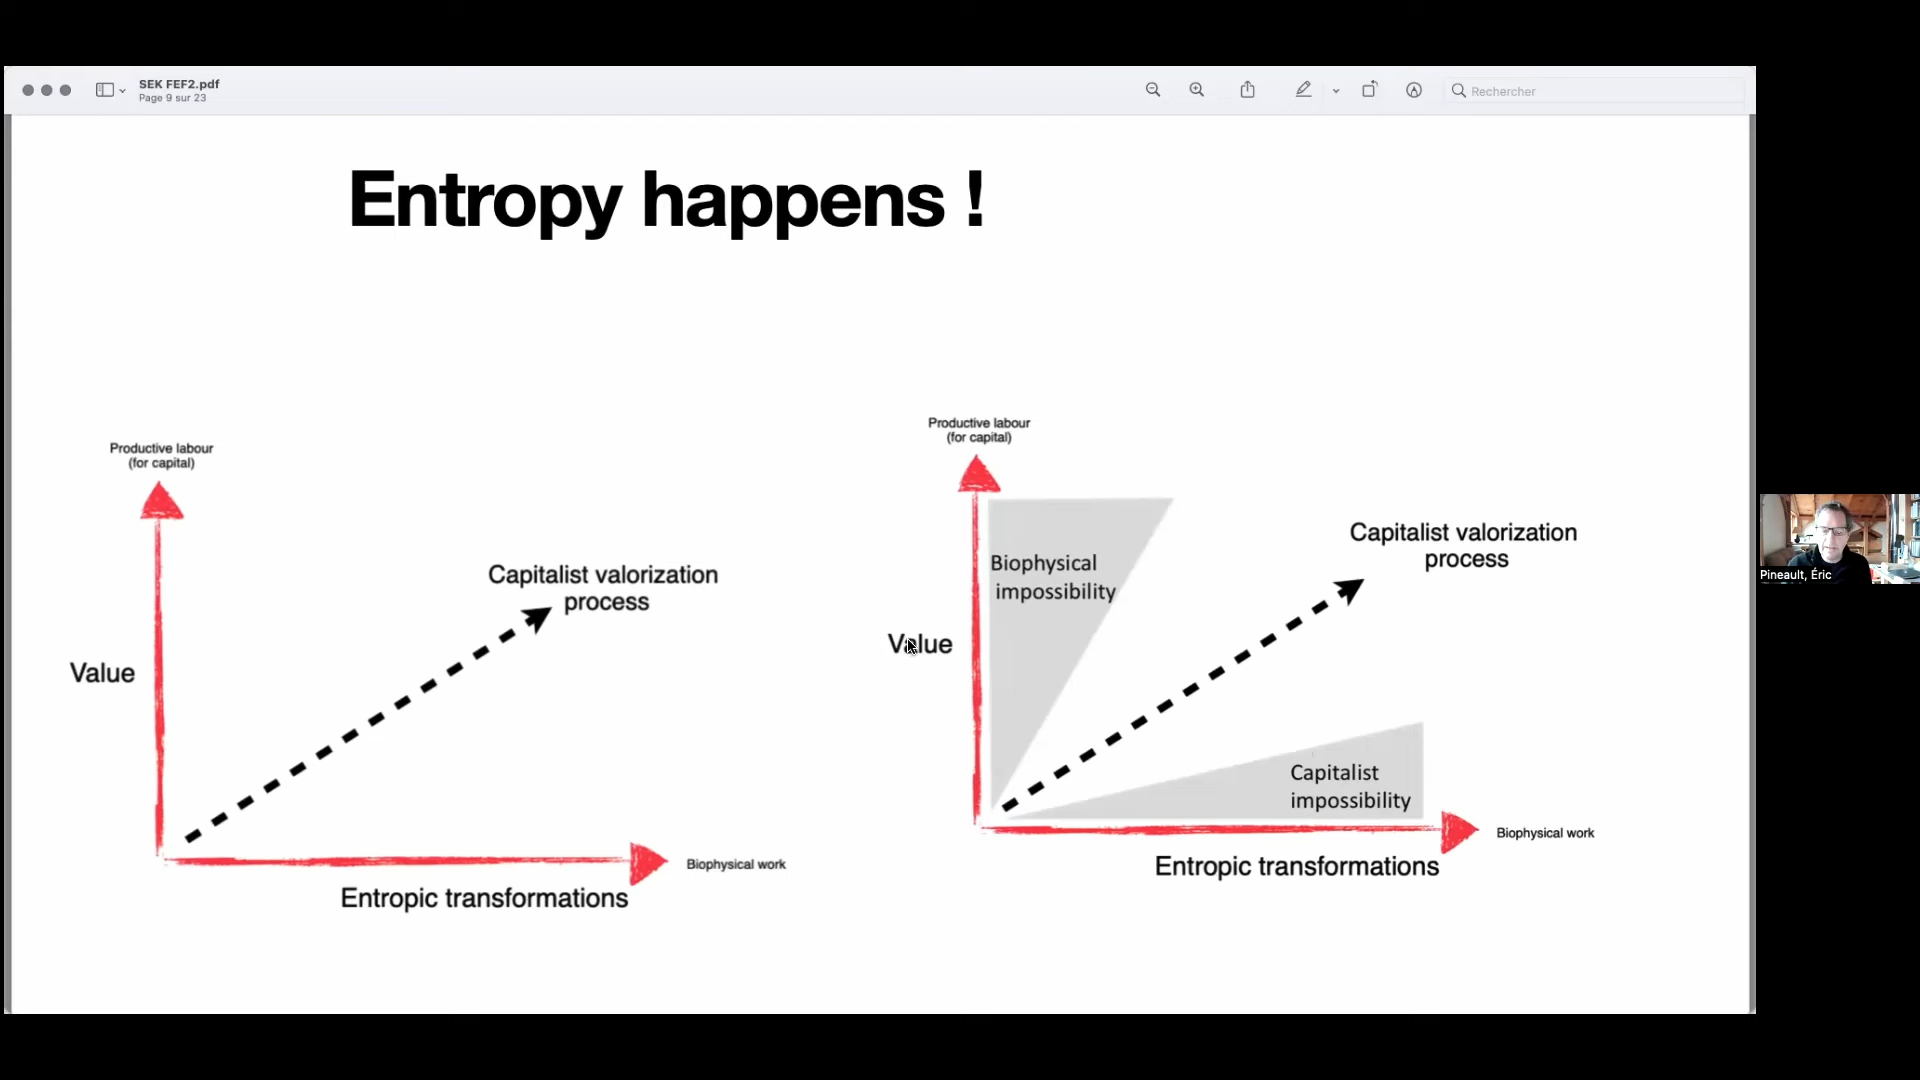 SEK FEF2.pdf
Page 9 sur 23
Rechercher
Entropy happens !
Productive labour
(for capital)
Value
Capitalist valorization
process
Biophysical work
Entropic transformations
Productive labour
(for capital)
Biophysical
impossibility
Value
Capitalist valorization
process
Capitalist
impossibility
Biophysical work
Entropic transformations
Pineault, Éric